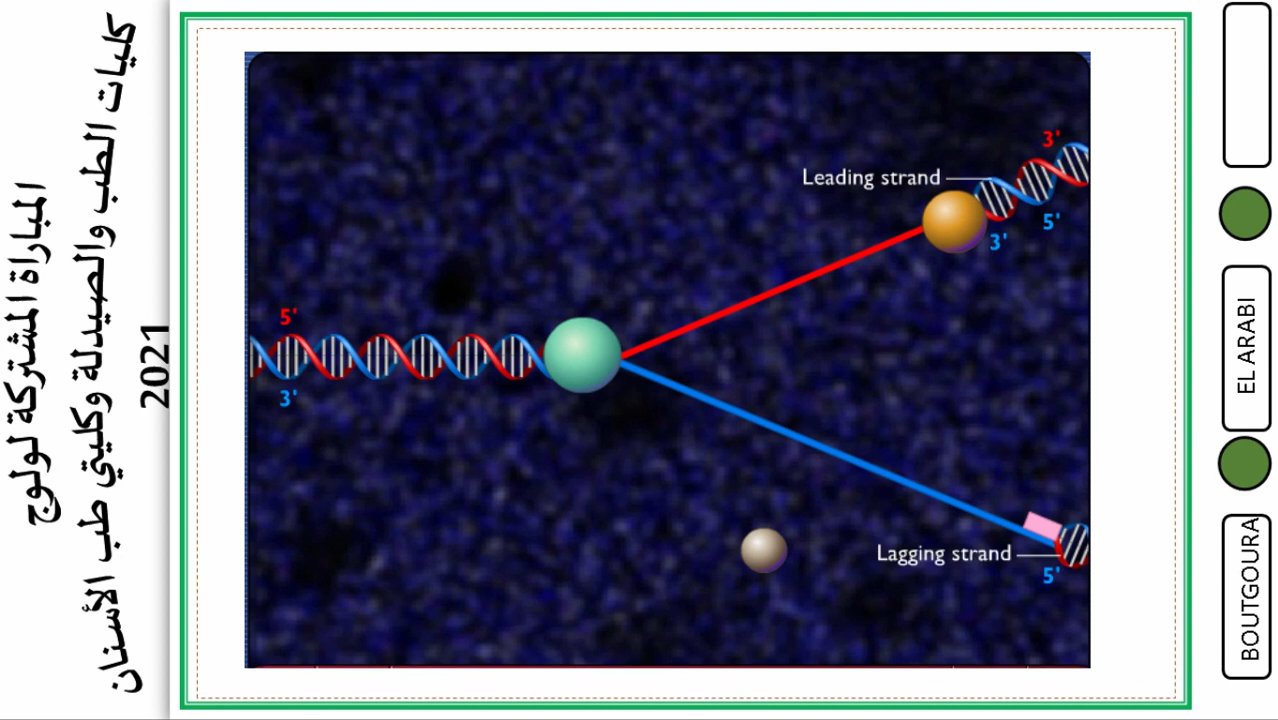 المباراة المشتركة لولوج
كليات الطب والصيدلة وكليتي طب الأسنان
2021
Leading strand
3'
5'
3'
5'
3'
Lagging strand
5'
EL ARABI
BOUTGOURA